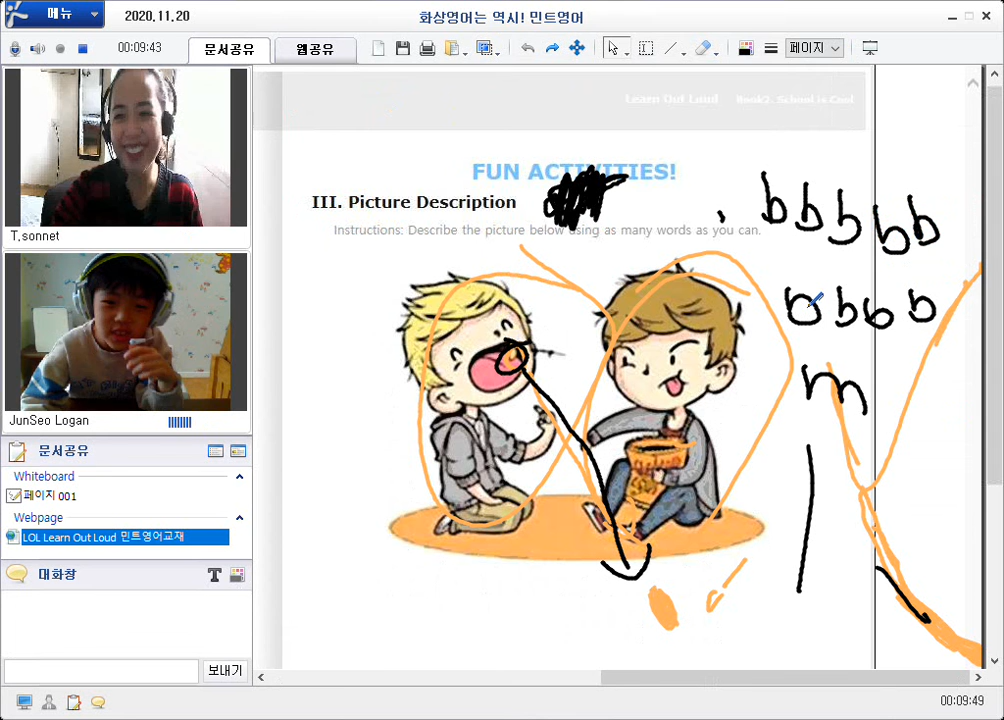 메뉴
2020.11.20
화상영어는 역시! 민트영어
00:09:43
문서공유
웹공유
페이지
Learn Out Loud Book2. School is Cool
FUN ACTIVITIES!
III. Picture Description
Instructions: Describe the picture below using as many words as you can.
b b b b b
b b b b
m
T.sonnet
JunSeo Logan
문서공유
Whiteboard
페이지 001
Webpage
LOL Learn Out Loud 민트영어교재
대화창
T
보내기
00:09:49